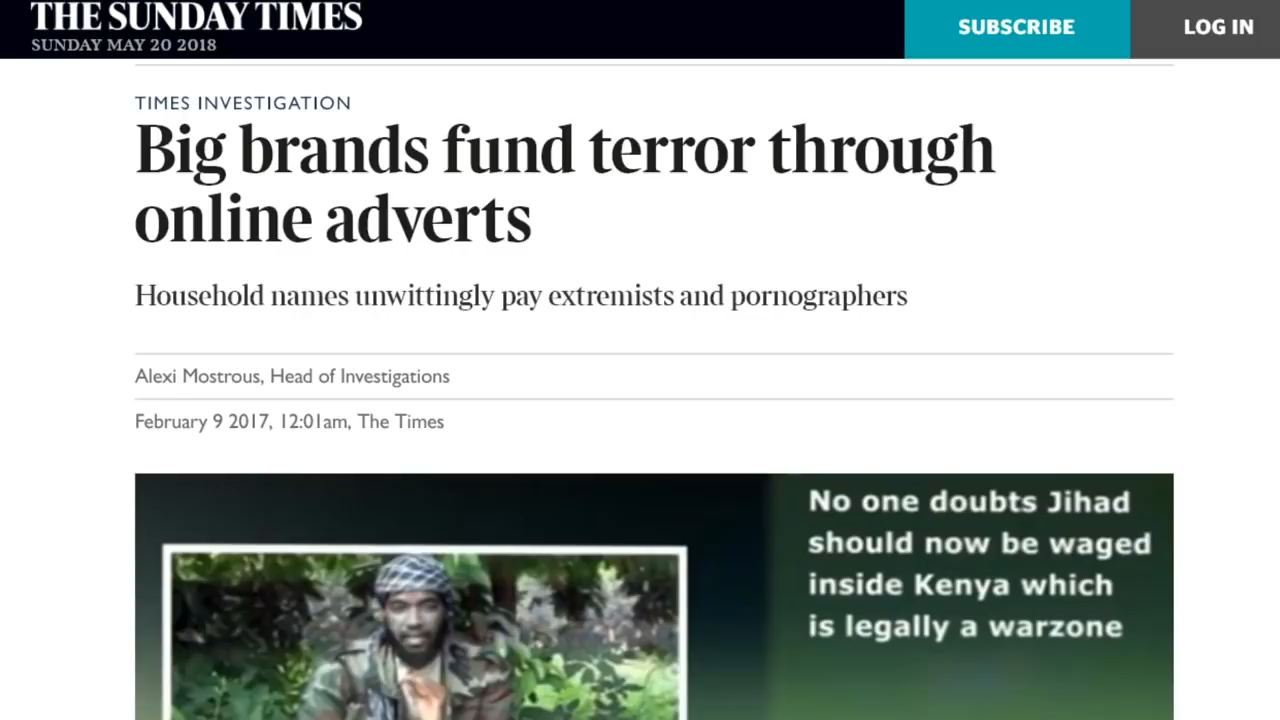 THE SUNDAY TIMES
SUNDAY MAY 20 2018
SUBSCRIBE
LOG IN
TIMES INVESTIGATION
Big brands fund terror through
online adverts
Household names unwittingly pay extremists and pornographers
Alexi Mostrous, Head of Investigations
February 9 2017, 12:01am, The Times
No one doubts Jihad
should now be waged
inside Kenya which
is legally a warzone